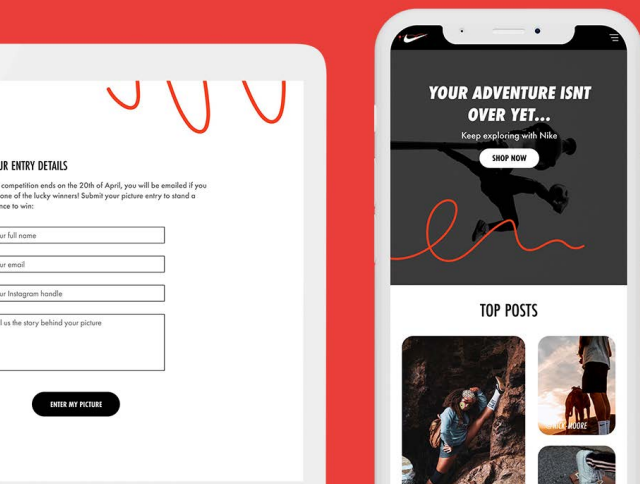 UR ENTRY DETAILS
competition ends on the 20th of April, you will be emailed if you
one of the lucky winners! Submit your picture entry to stand a
nce to win:
ur full name
ur email
ur Instagram handle
l us the story behind your picture
ENTER MY PICTURE
YOUR ADVENTURE ISNT
OVER YET...
Keep exploring with Nike
SHOP NOW
TOP POSTS